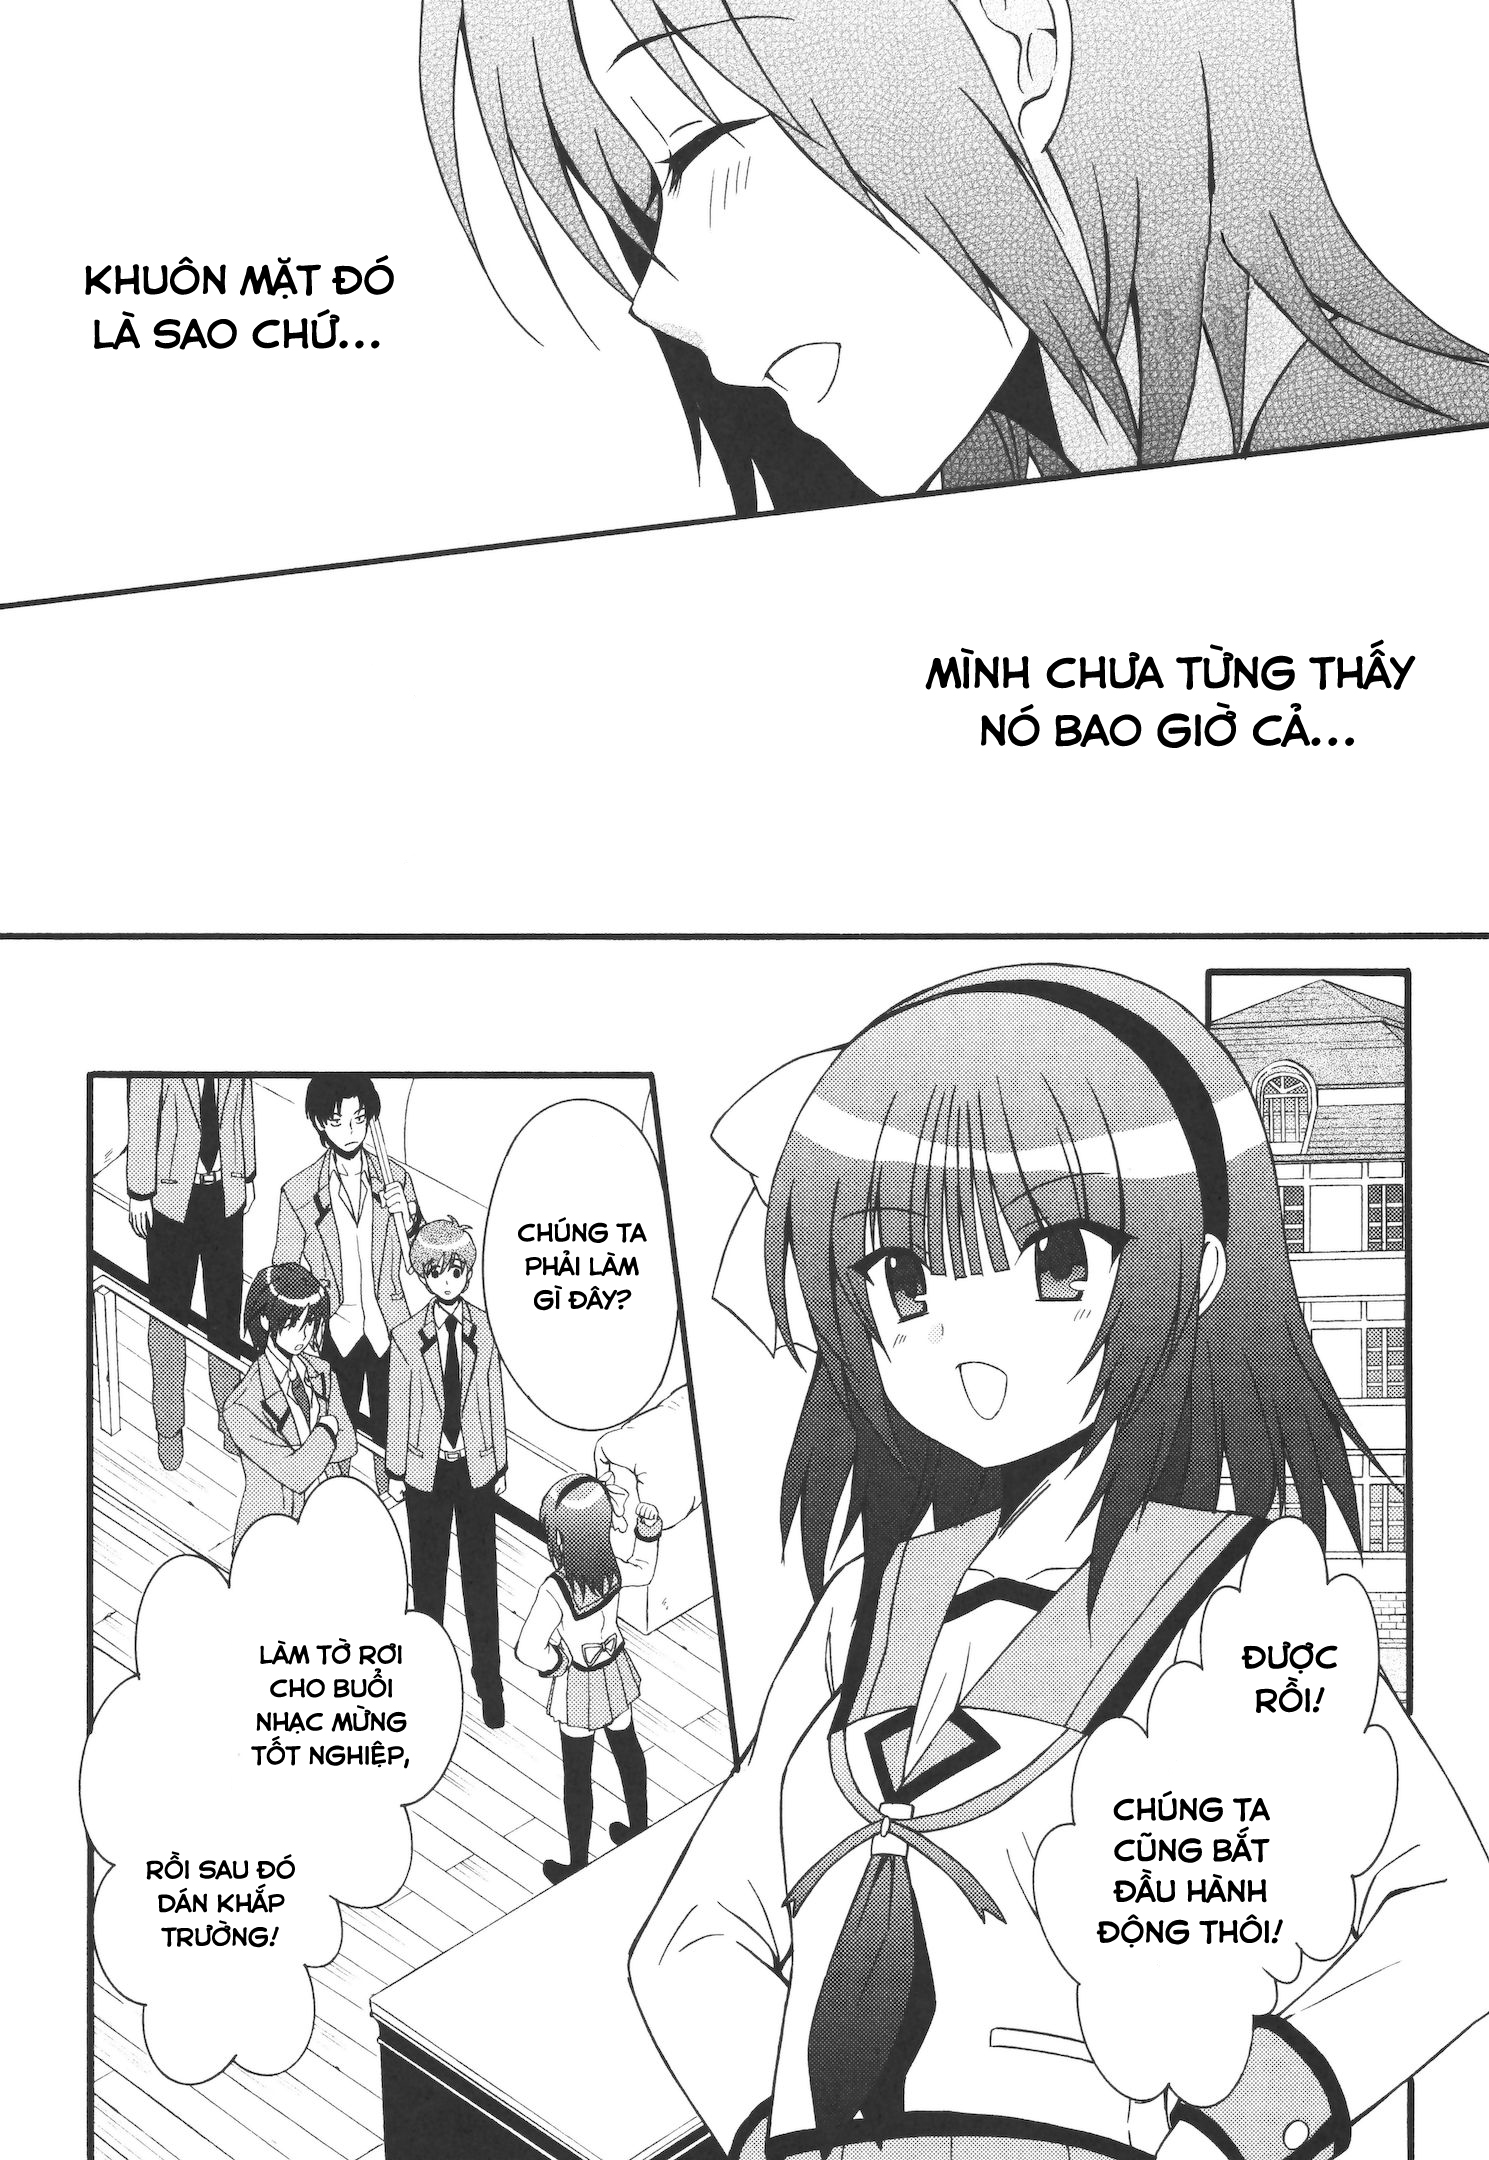 KHUÔN MẶT ĐÓ
LÀ SAO CHỨ...
MÌNH CHƯA TỪNG THẤY
NÓ BAO GIỜ CẢ...
ĐƯỢC
RỒI!
CHÚNG TA
CŨNG BẮT
ĐẦU HÀNH
ĐỘNG THÔI!
CHÚNG TA
PHẢI LÀM
GÌ ĐÂY?
LÀM TỜ RƠI
CHO BUỔI
NHẠC MỪNG
TỐT NGHIỆP,
RỒI SAU ĐÓ
DÁN KHẮP
TRƯỜNG!